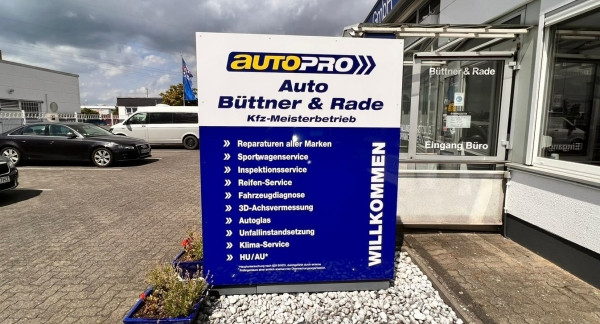 GmbH
AUTOPRO
Auto
Büttner & Rade
Kfz-Meisterbetrieb
Reparaturen aller Marken
Sportwagenservice
Inspektionsservice
Reifen-Service
Fahrzeugdiagnose
3D-Achsvermessung
Autoglas
Unfallinstandsetzung
Klima-Service
HU/AU*
WILLKOMMEN
Büttner & Rade
Eingang Büro